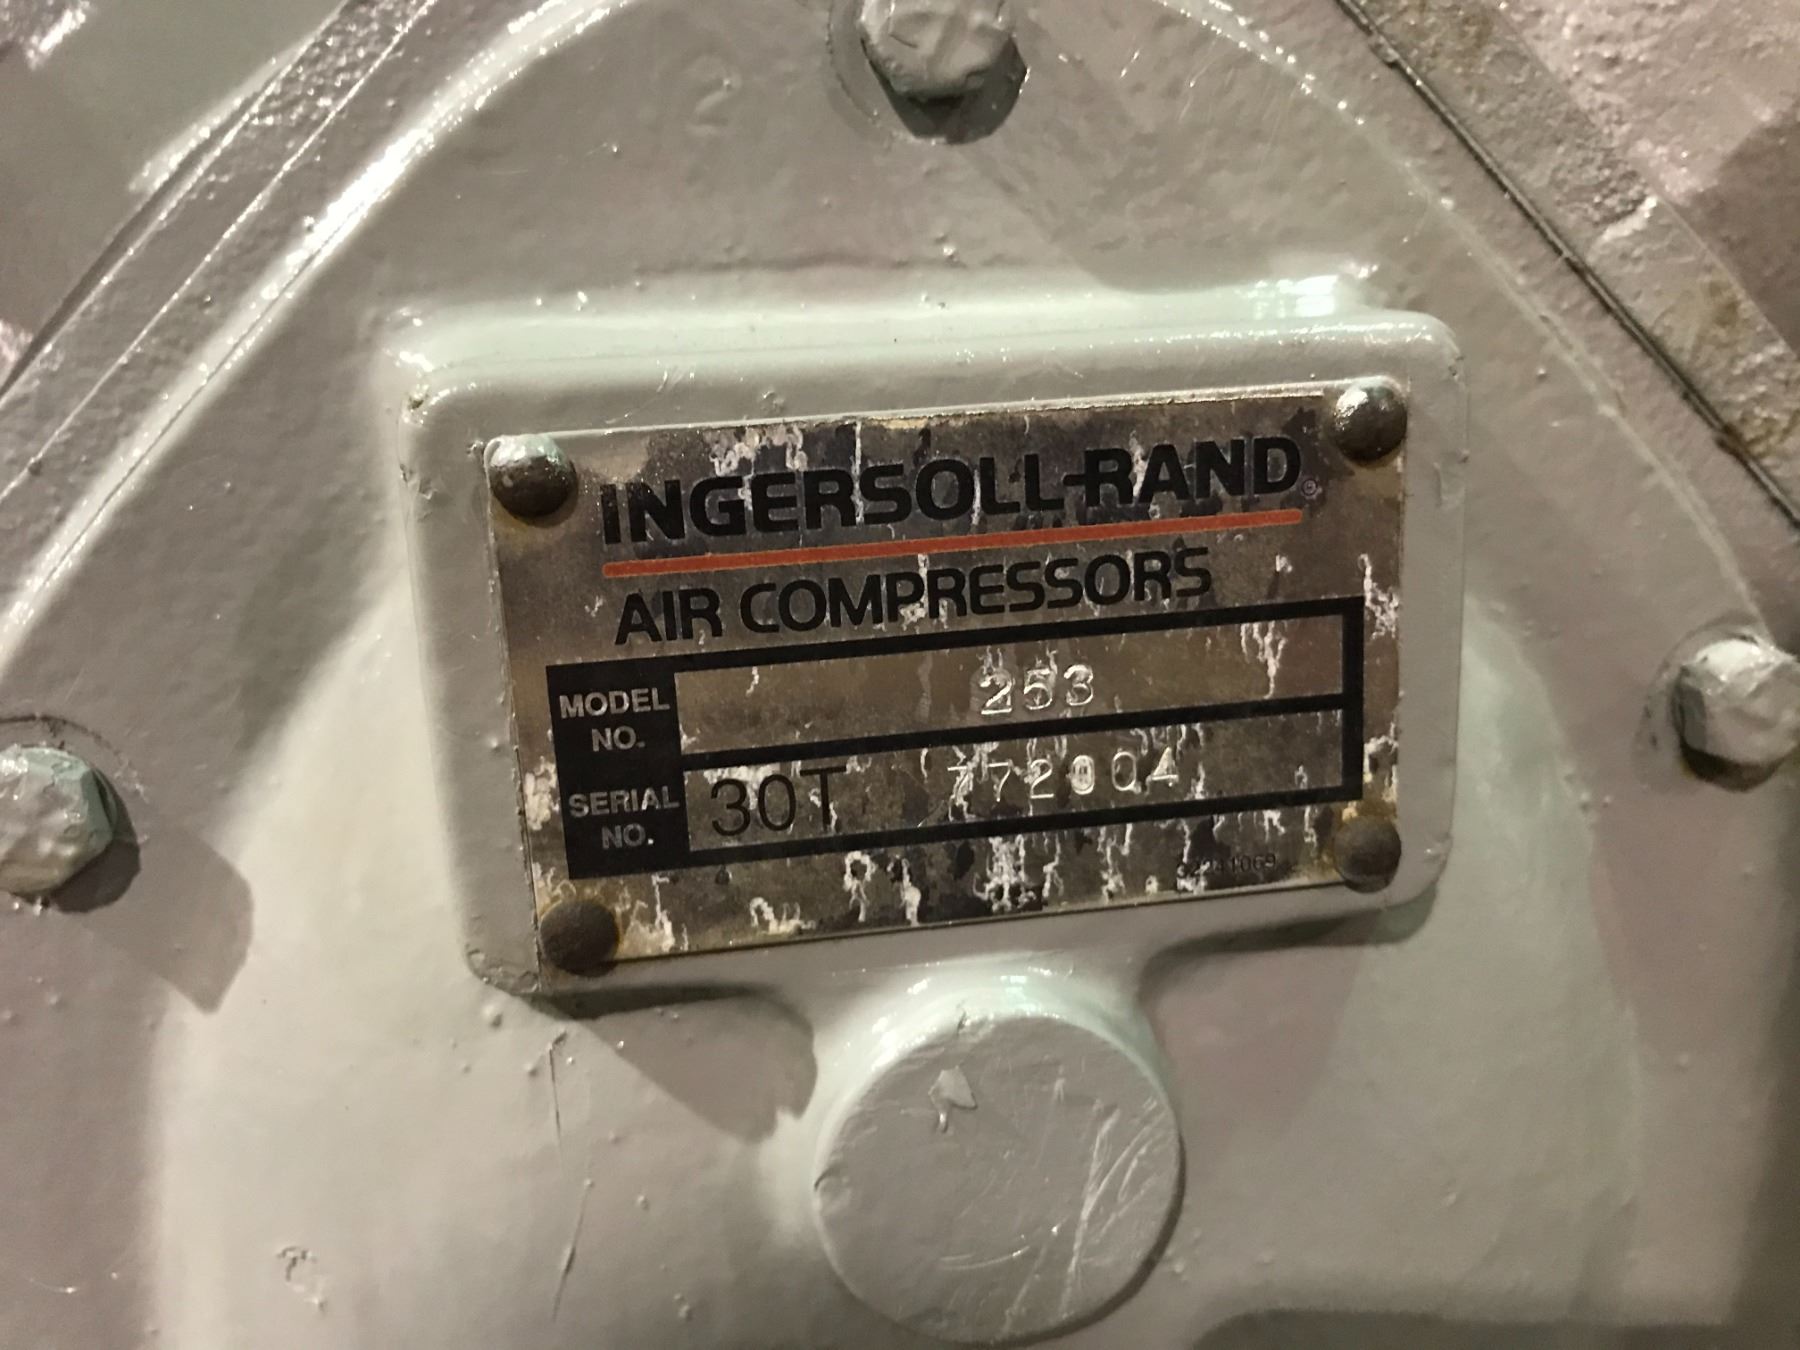 INGERSOLL-RAND
AIR COMPRESSORS
MODEL NO. 253
SERIAL NO. 30T 772004